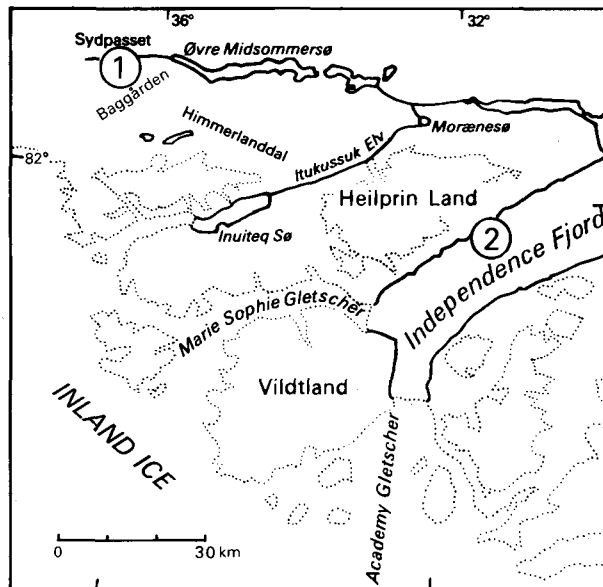 36°
32°
Sydpasset
Øvre Midsommersø
1
Baggården
Himmerlanddal
Morænesø
82°
Itukussuk Elv
Heilprin Land
Inuiteq Sø
2
Independence Fjord
Marie Sophie Gletscher
Vildtland
INLAND ICE
Academy Gletscher
0 30 km